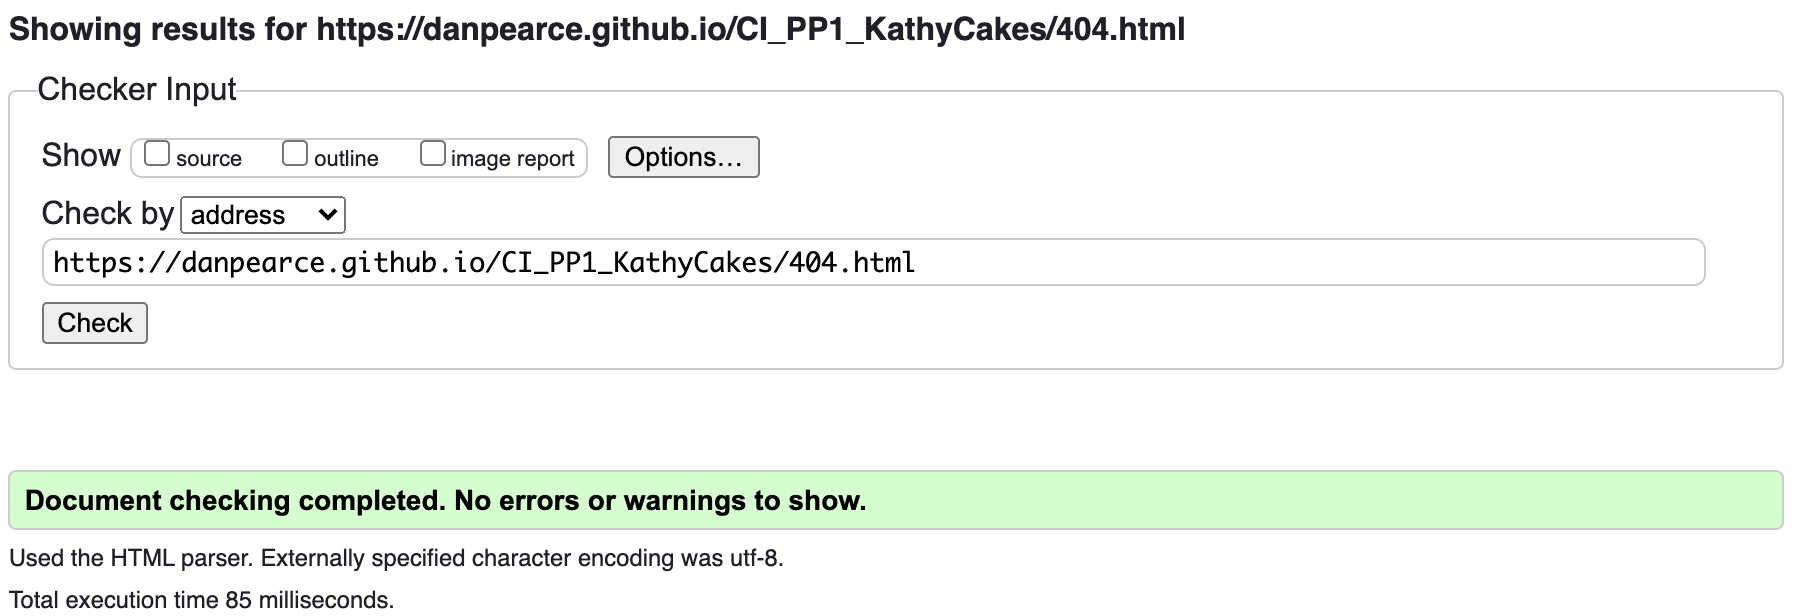 Showing results for https://danpearce.github.io/CI_PP1_KathyCakes/404.html
Checker Input
Show source outline image report Options...
Check by address
https://danpearce.github.io/CI_PP1_KathyCakes/404.html
Check
Document checking completed. No errors or warnings to show.
Used the HTML parser. Externally specified character encoding was utf-8.
Total execution time 85 milliseconds.